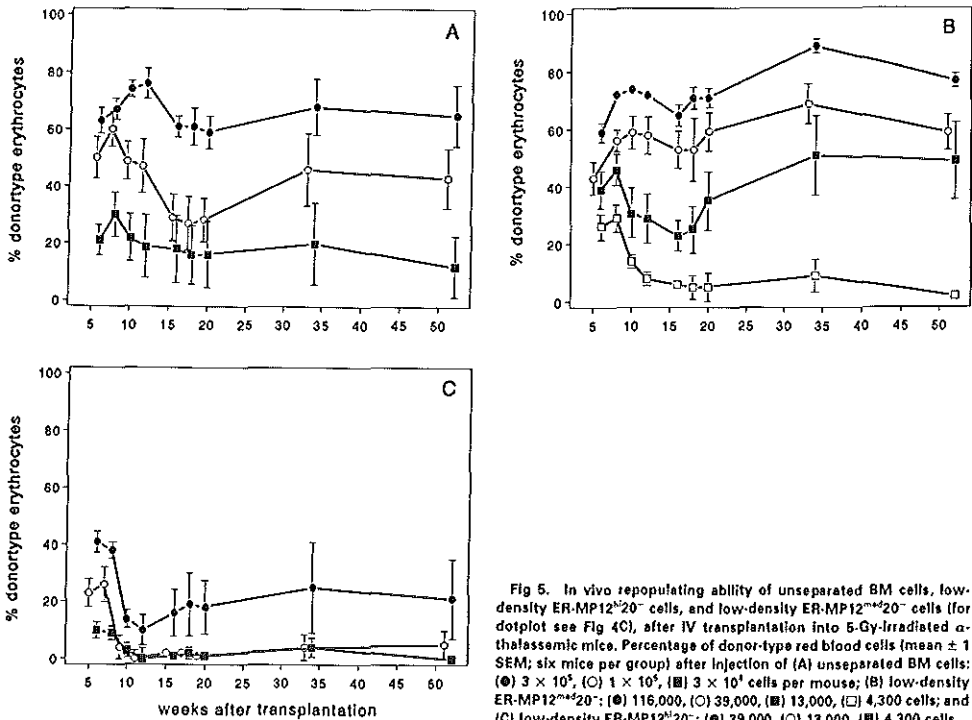 A
100
80
60
40
20
0
% donortype erythrocytes
5 10 15 20 25 30 35 40 45 50
B
100
80
60
40
20
0
% donortype erythrocytes
5 10 15 20 25 30 35 40 45 50
C
100
80
60
40
20
0
% donortype erythrocytes
5 10 15 20 25 30 35 40 45 50
weeks after transplantation
Fig 5. In vivo repopulating ability of unseparated BM cells, low-
density ER-MP12ʰⁱ20⁻ cells, and low-density ER-MP12ᵐᵉᵈ20⁻ cells (for
dotplot see Fig 4C), after IV transplantation into 5-Gy-irradiated α-
thalassemic mice. Percentage of donor-type red blood cells (mean ± 1
SEM; six mice per group) after injection of (A) unseparated BM cells:
(●) 3 × 10⁵, (○) 1 × 10⁵, (■) 3 × 10⁴ cells per mouse; (B) low-density
ER-MP12ᵐᵉᵈ20⁻: (●) 116,000, (○) 39,000, (■) 13,000, (□) 4,300 cells; and
(C) low-density ER-MP12ʰⁱ20⁻: (●) 39,000, (○) 13,000, (■) 4,300 cells.